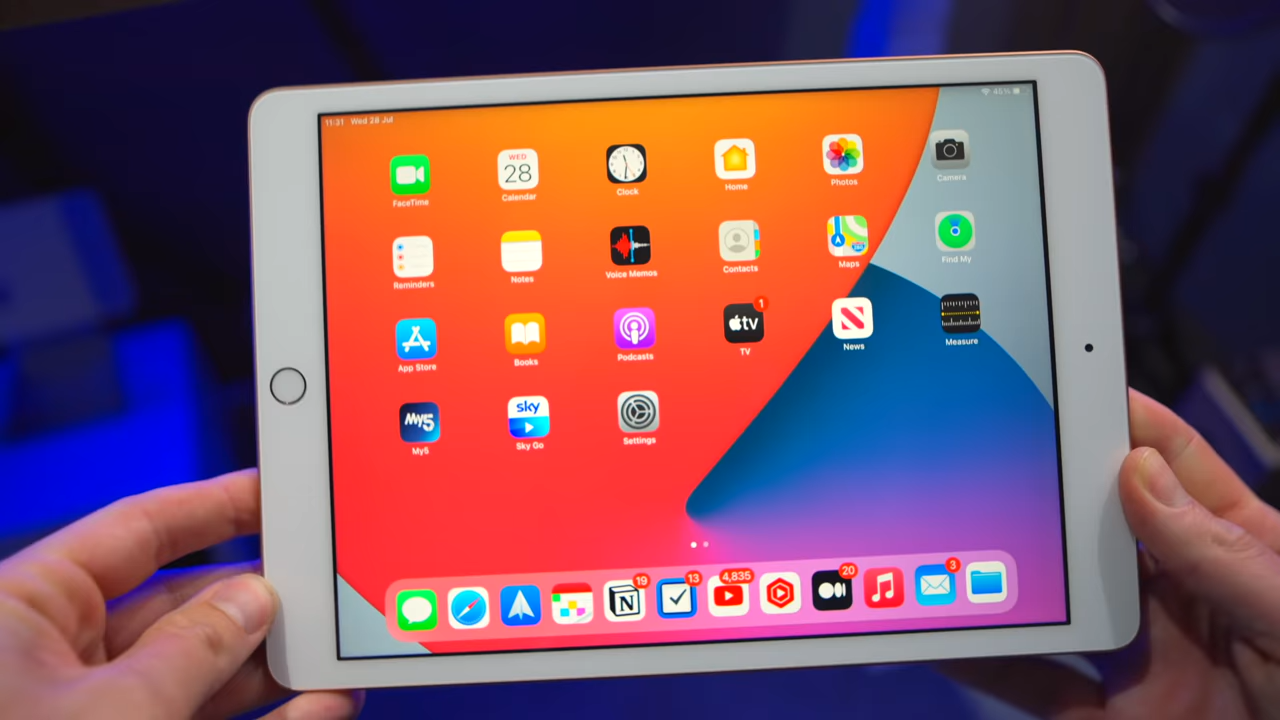 11:31 Wed 28 Jul
45%
FaceTime
WED
28
Calendar
Clock
Home
Photos
Camera
Reminders
Notes
Voice Memos
Contacts
Maps
Find My
App Store
Books
Podcasts
tv
1
TV
News
Measure
My5
My5
sky
Sky Go
Settings
N
19
13
4,835
20
3